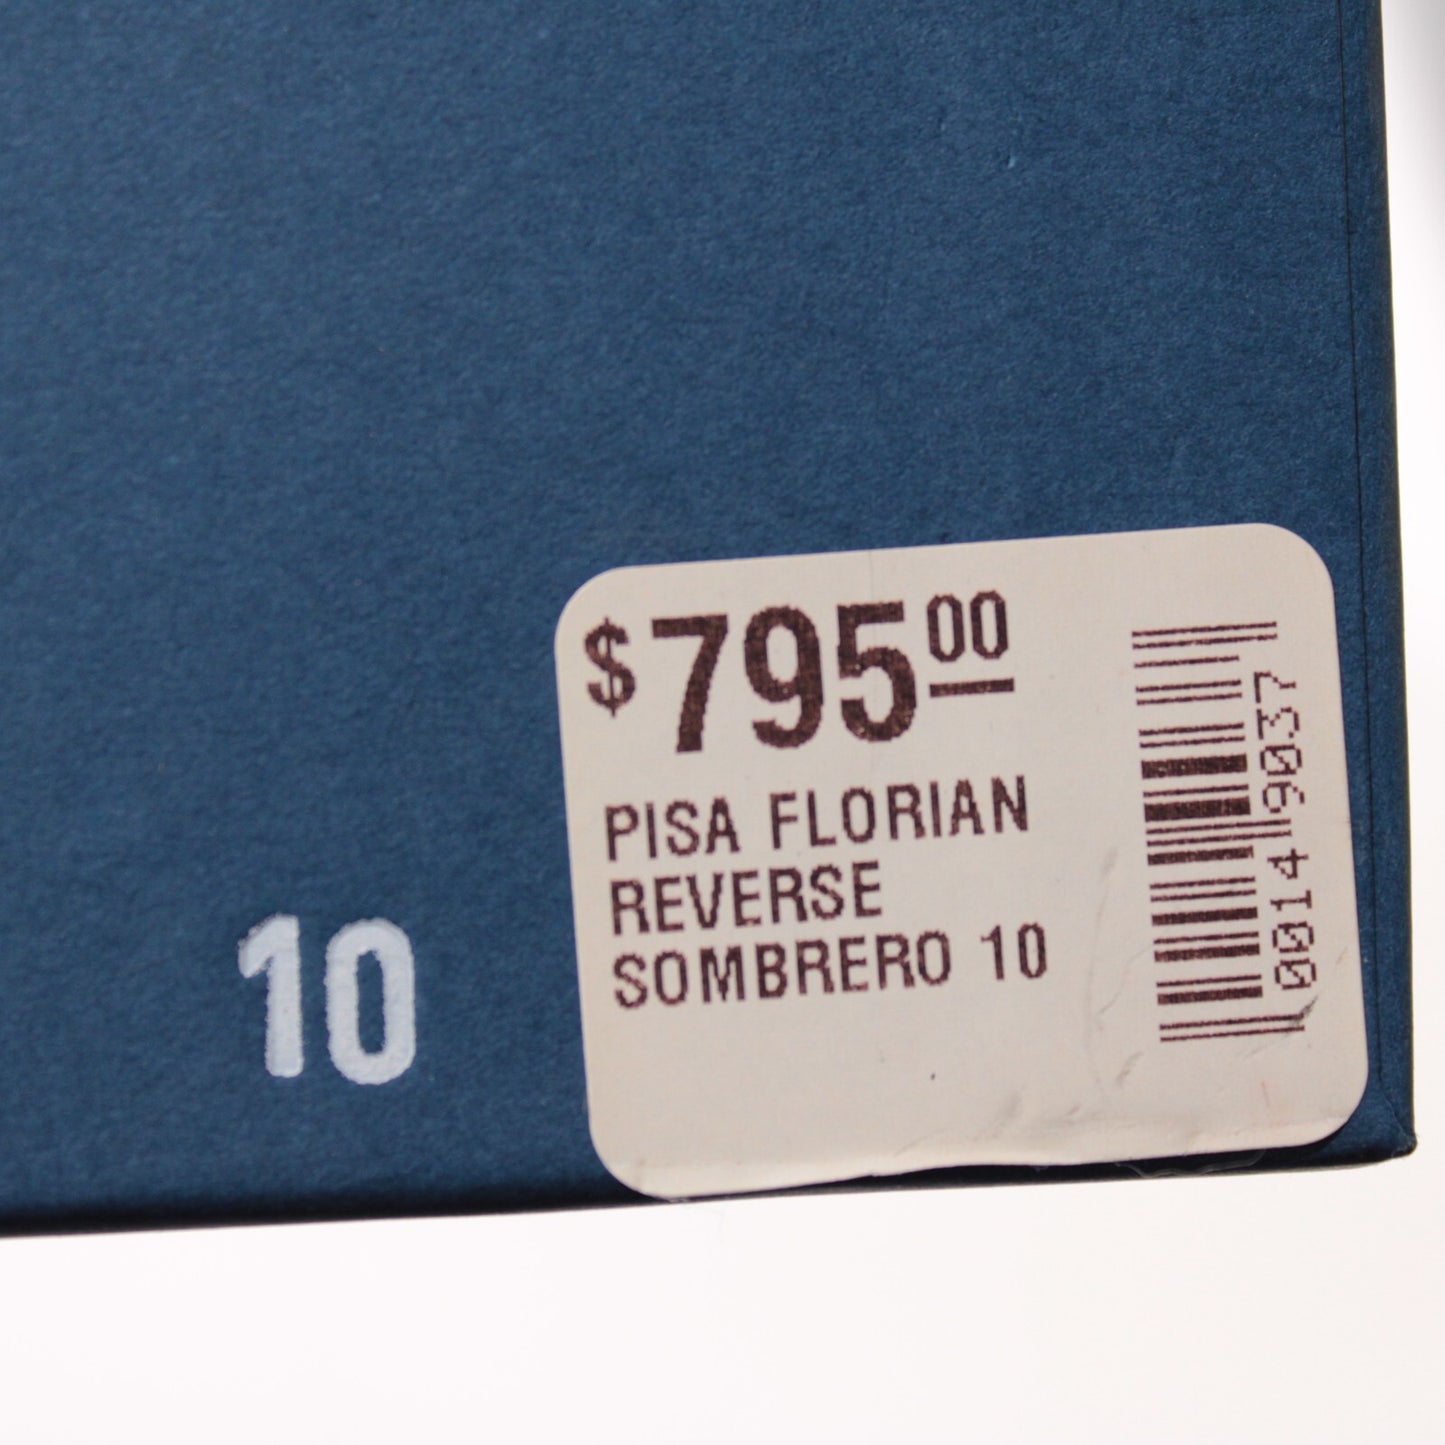 $795.00
PISA FLORIAN
REVERSE
SOMBRERO 10
0014 9037
10